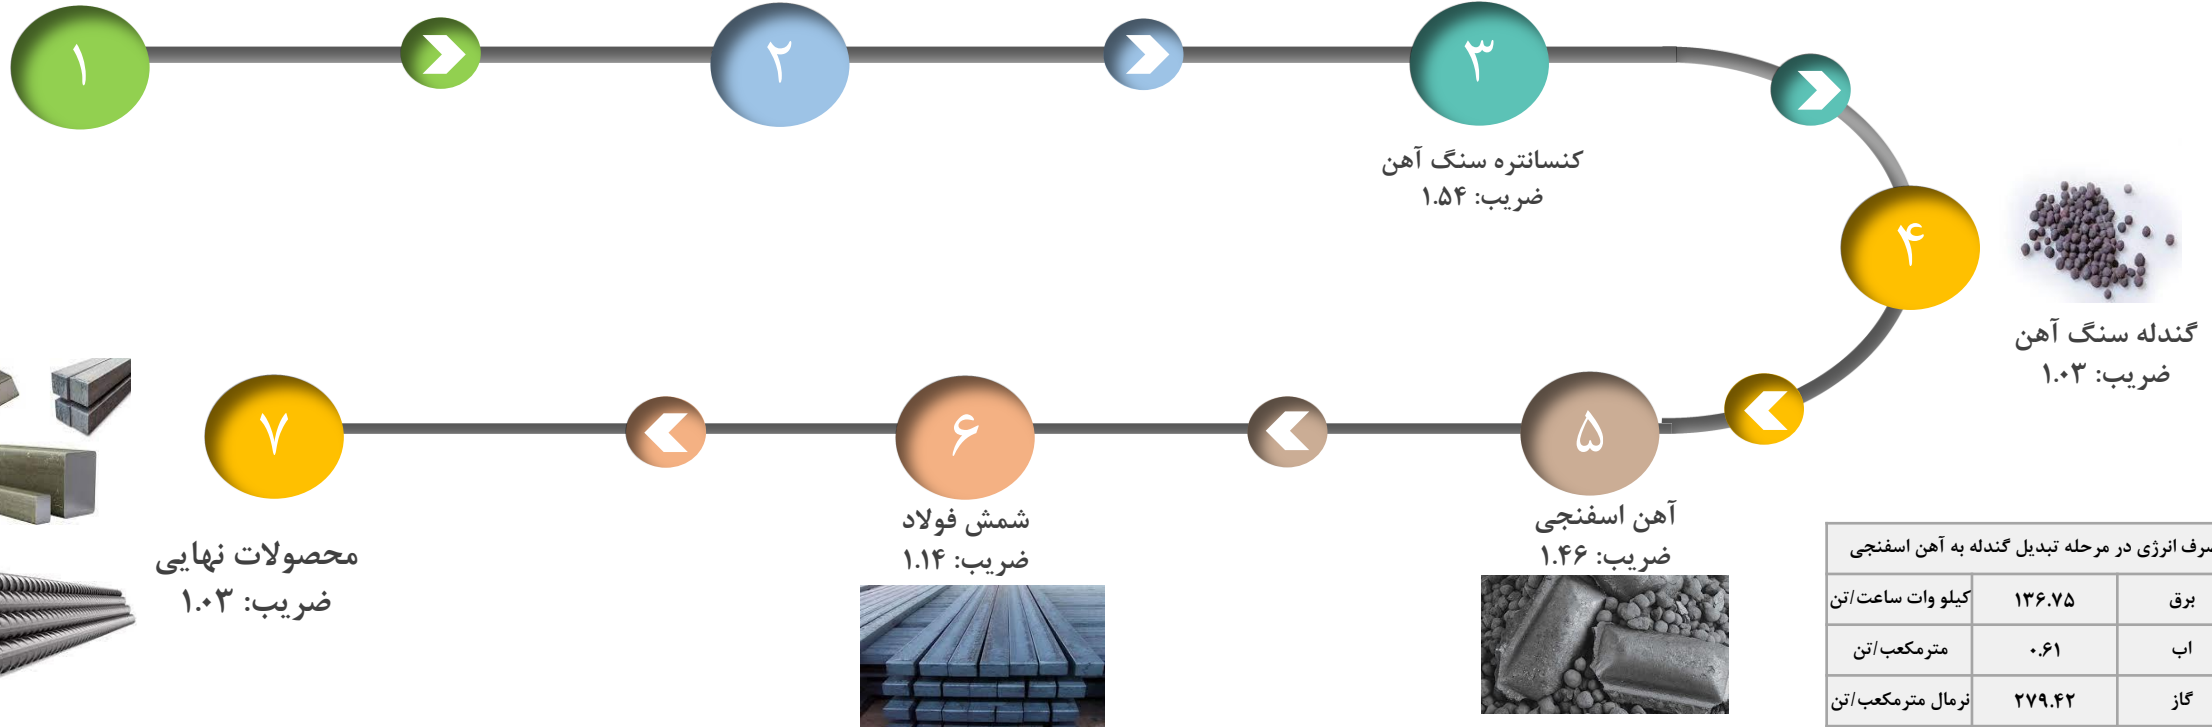 ۱
۲
۳
کنسانتره سنگ آهن
ضریب: ۱.۵۴
۴
گندله سنگ آهن
ضریب: ۱.۰۳
۵
آهن اسفنجی
ضریب: ۱.۴۶
۶
شمش فولاد
ضریب: ۱.۱۴
۷
محصولات نهایی
ضریب: ۱.۰۳
انرژی در مرحله تبدیل گندله به آهن اسفنجی
برق ۱۳۶.۷۵ کیلو وات ساعت/تن
اب ۰.۶۱ مترمکعب/تن
گاز ۲۷۹.۴۲ نرمال مترمکعب/تن